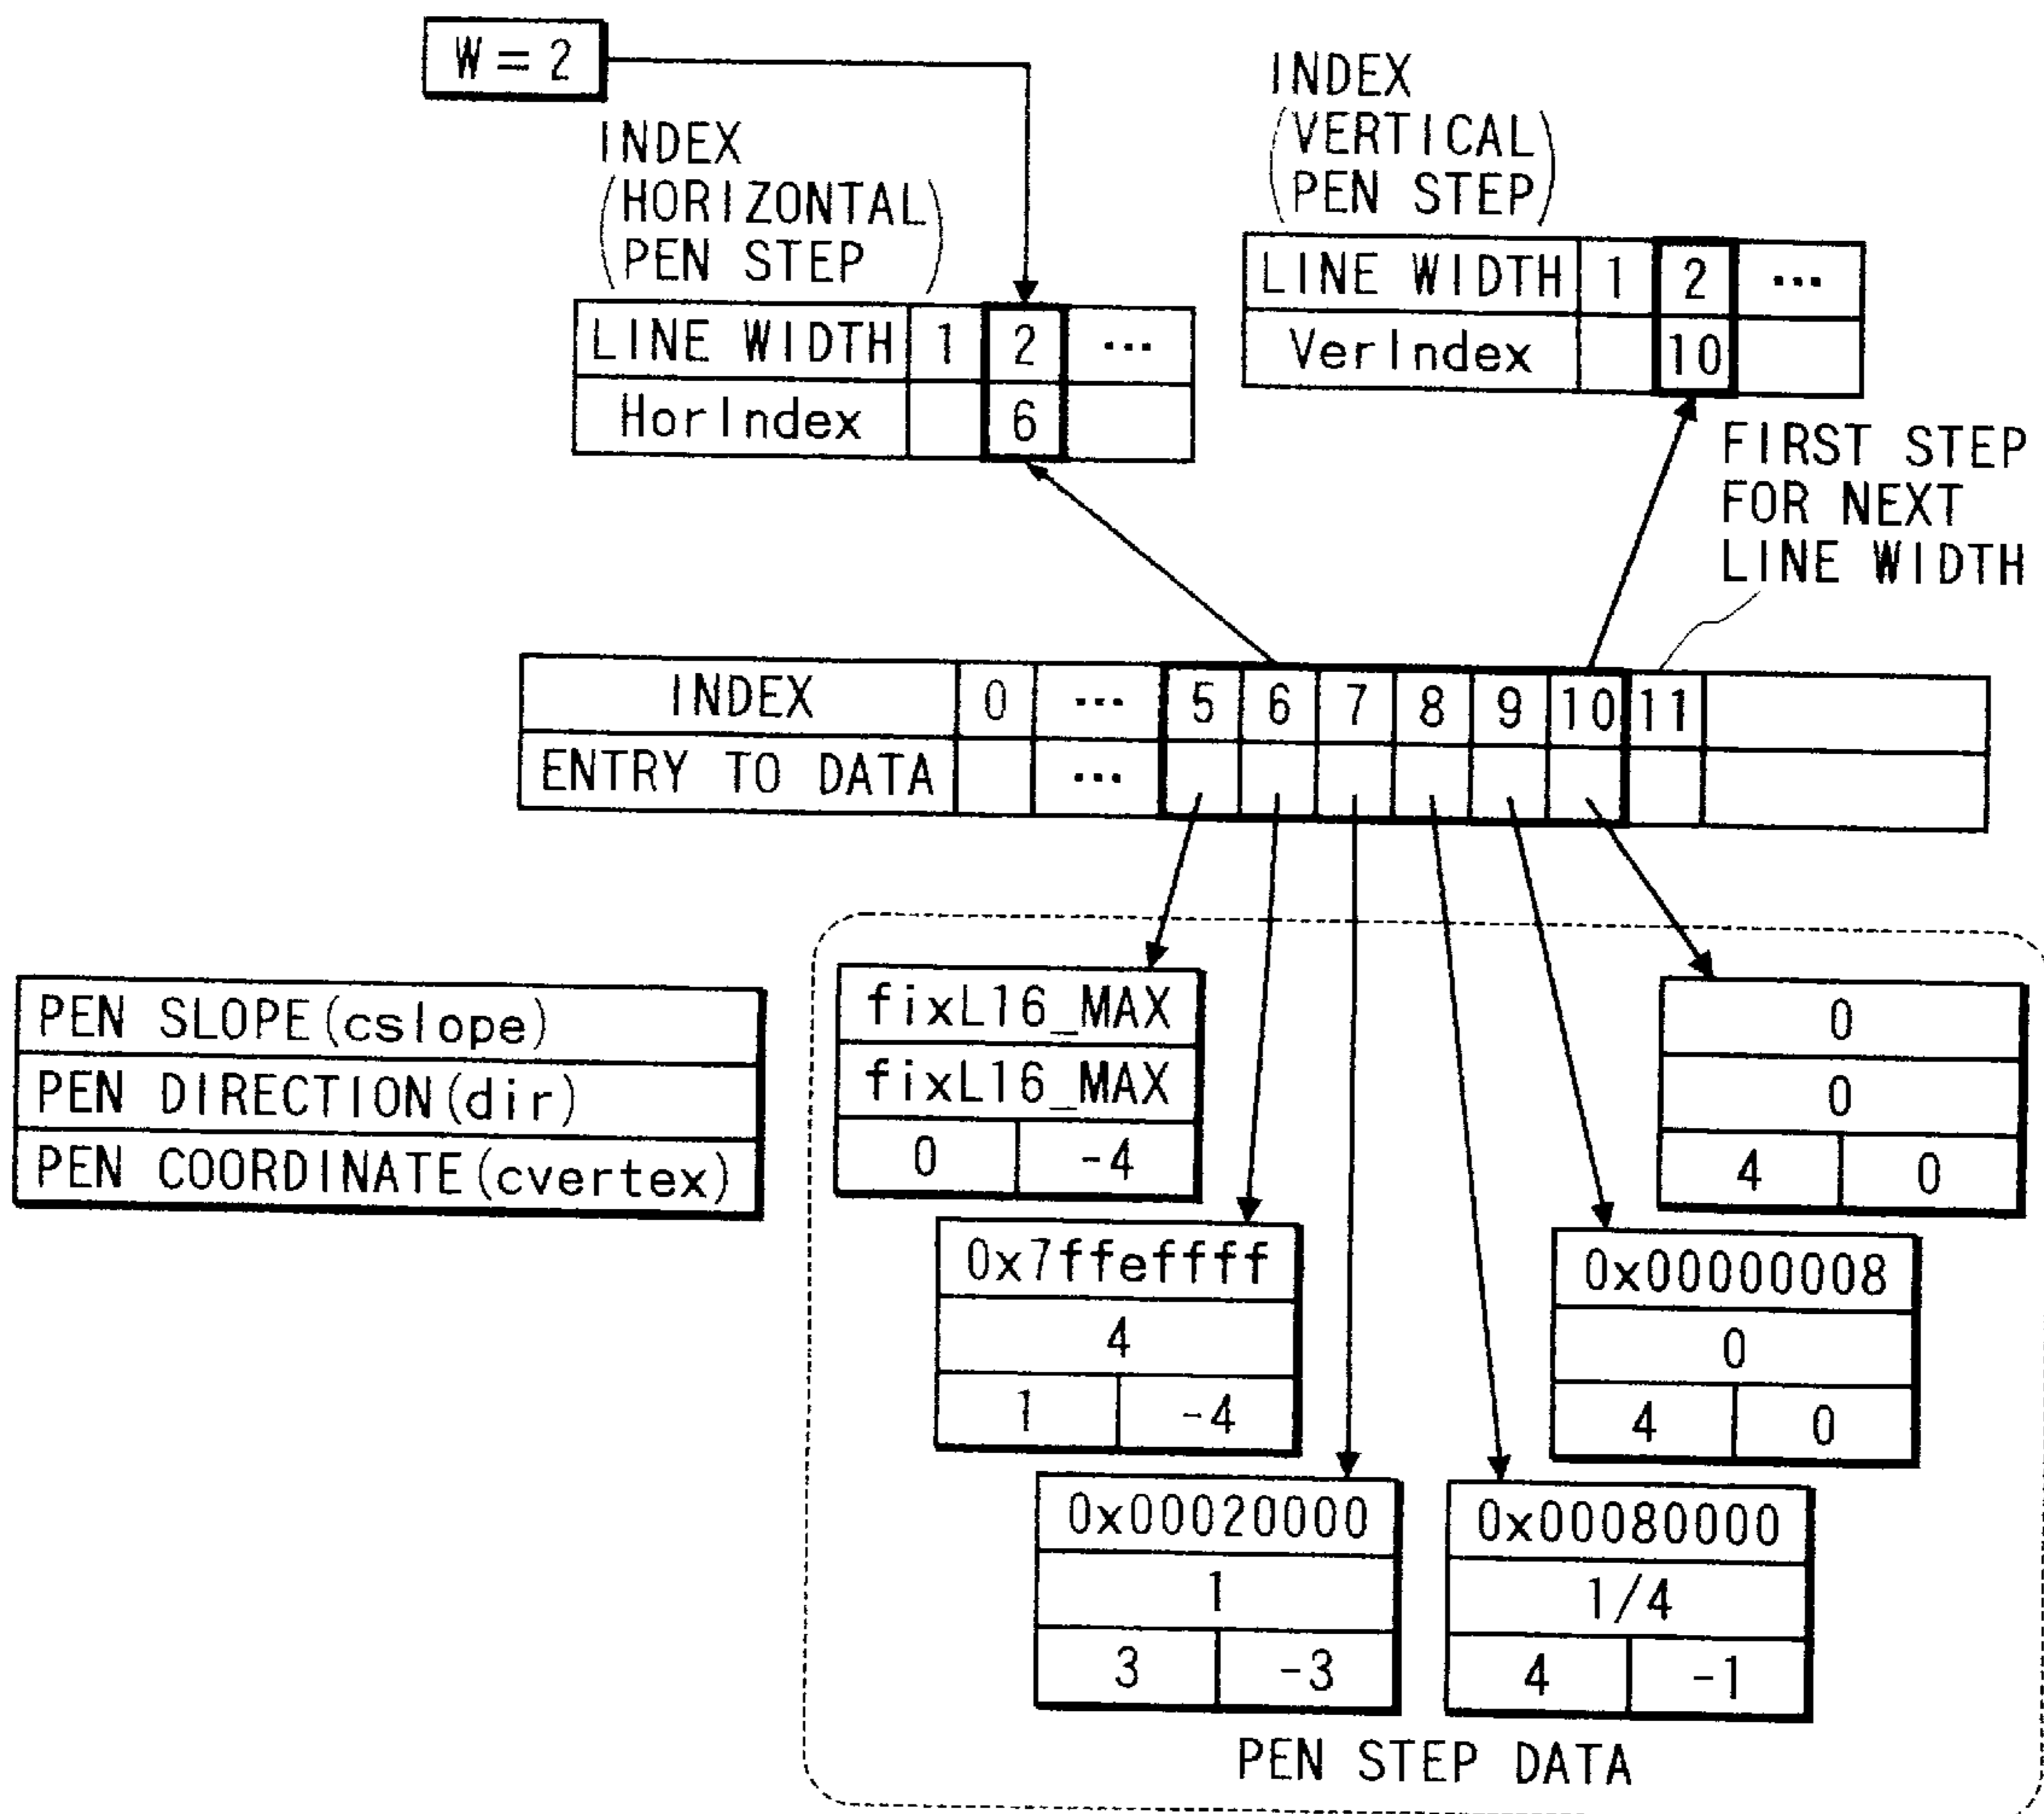 W=2
INDEX
(HORIZONTAL)
(PEN STEP)
LINE WIDTH 1 2 ...
HorIndex 6
INDEX
(VERTICAL)
(PEN STEP)
LINE WIDTH 1 2 ...
VerIndex 10
FIRST STEP
FOR NEXT
LINE WIDTH
INDEX 0 ... 5 6 7 8 9 10 11
ENTRY TO DATA ...
PEN SLOPE(cslope)
PEN DIRECTION(dir)
PEN COORDINATE(cvertex)
fixL16_MAX
fixL16_MAX
0 -4
0x7ffeffff
4
1 -4
0x00020000
1
3 -3
0x00080000
1/4
4 -1
0x00000008
0
4 0
0
0
4 0
PEN STEP DATA